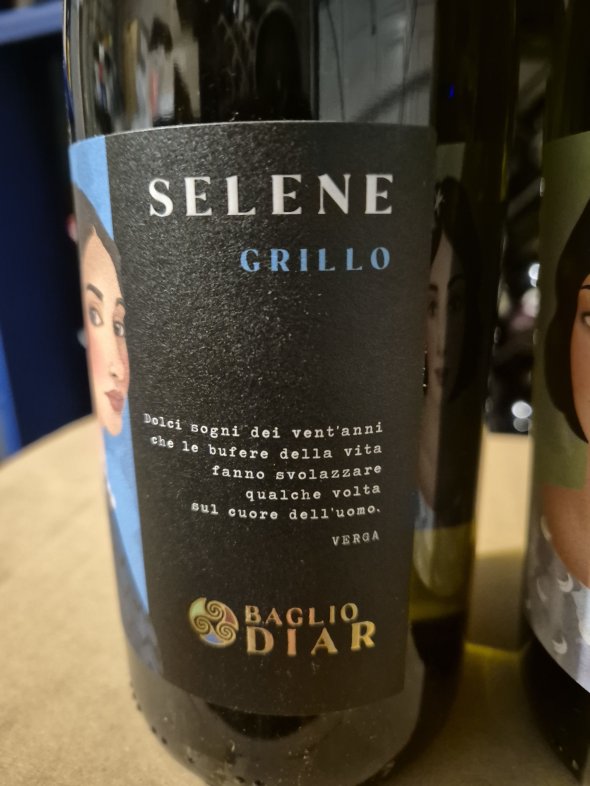 SELENE
GRILLO
Dolci sogni dei vent'anni
che le bufere della vita
fanno svolazzare
qualche volta
sul cuore dell'uomo.
VERGA
BAGLIO
DIAR